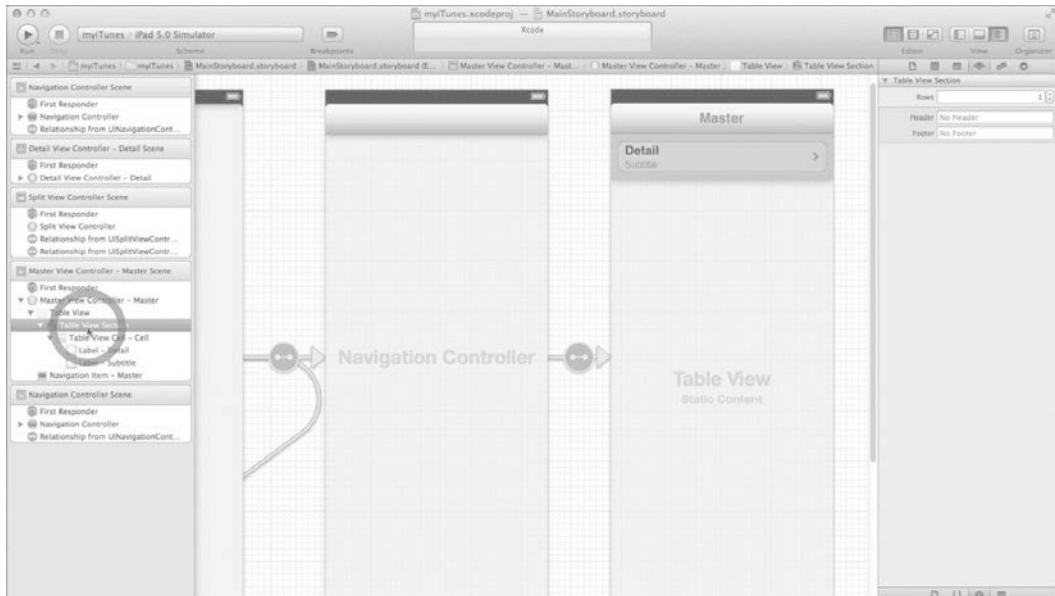 myiTunes.xcodeproj — MainStoryboard.storyboard
myiTunes › iPad 5.0 Simulator
Xcode
Run
Scheme
Breakpoints
Editor
View
Organizer
myiTunes › myiTunes › MainStoryboard.storyboard › MainStoryboard.storyboard (E... › Master View Controller – Mast... › Master View Controller – Master › Table View › Table View Section
Navigation Controller Scene
First Responder
Navigation Controller
Relationship from UINavigationCont...
Detail View Controller – Detail Scene
First Responder
Detail View Controller – Detail
Split View Controller Scene
First Responder
Split View Controller
Relationship from UISplitViewContr...
Relationship from UISplitViewContr...
Master View Controller – Master Scene
First Responder
Master View Controller – Master
Table View
Table View Section
Table View Cell – Cell
Label – Detail
Label – Subtitle
Navigation Item – Master
Navigation Controller Scene
First Responder
Navigation Controller
Relationship from UINavigationCont...
Navigation Controller
Master
Detail
Subtitle
Table View
Static Content
Table View Section
Rows 1
Header No Header
Footer No Footer